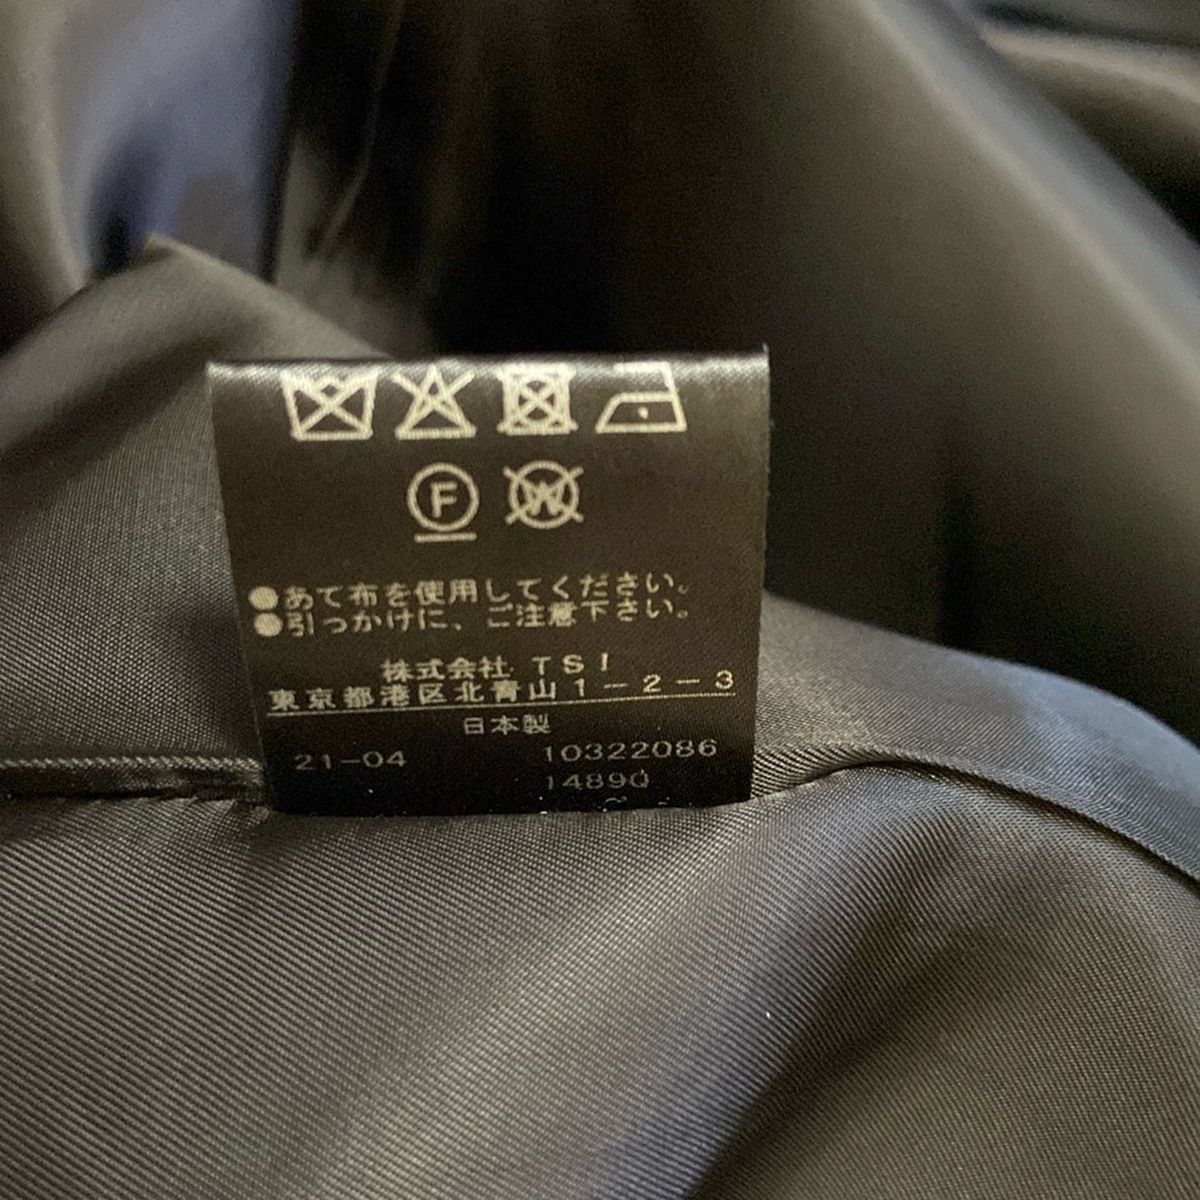 F W
●あて布を使用してください。
●引っかけに、ご注意下さい。
株式会社 TSI
東京都港区北青山1-2-3
日本製
21-04 10322086
14890